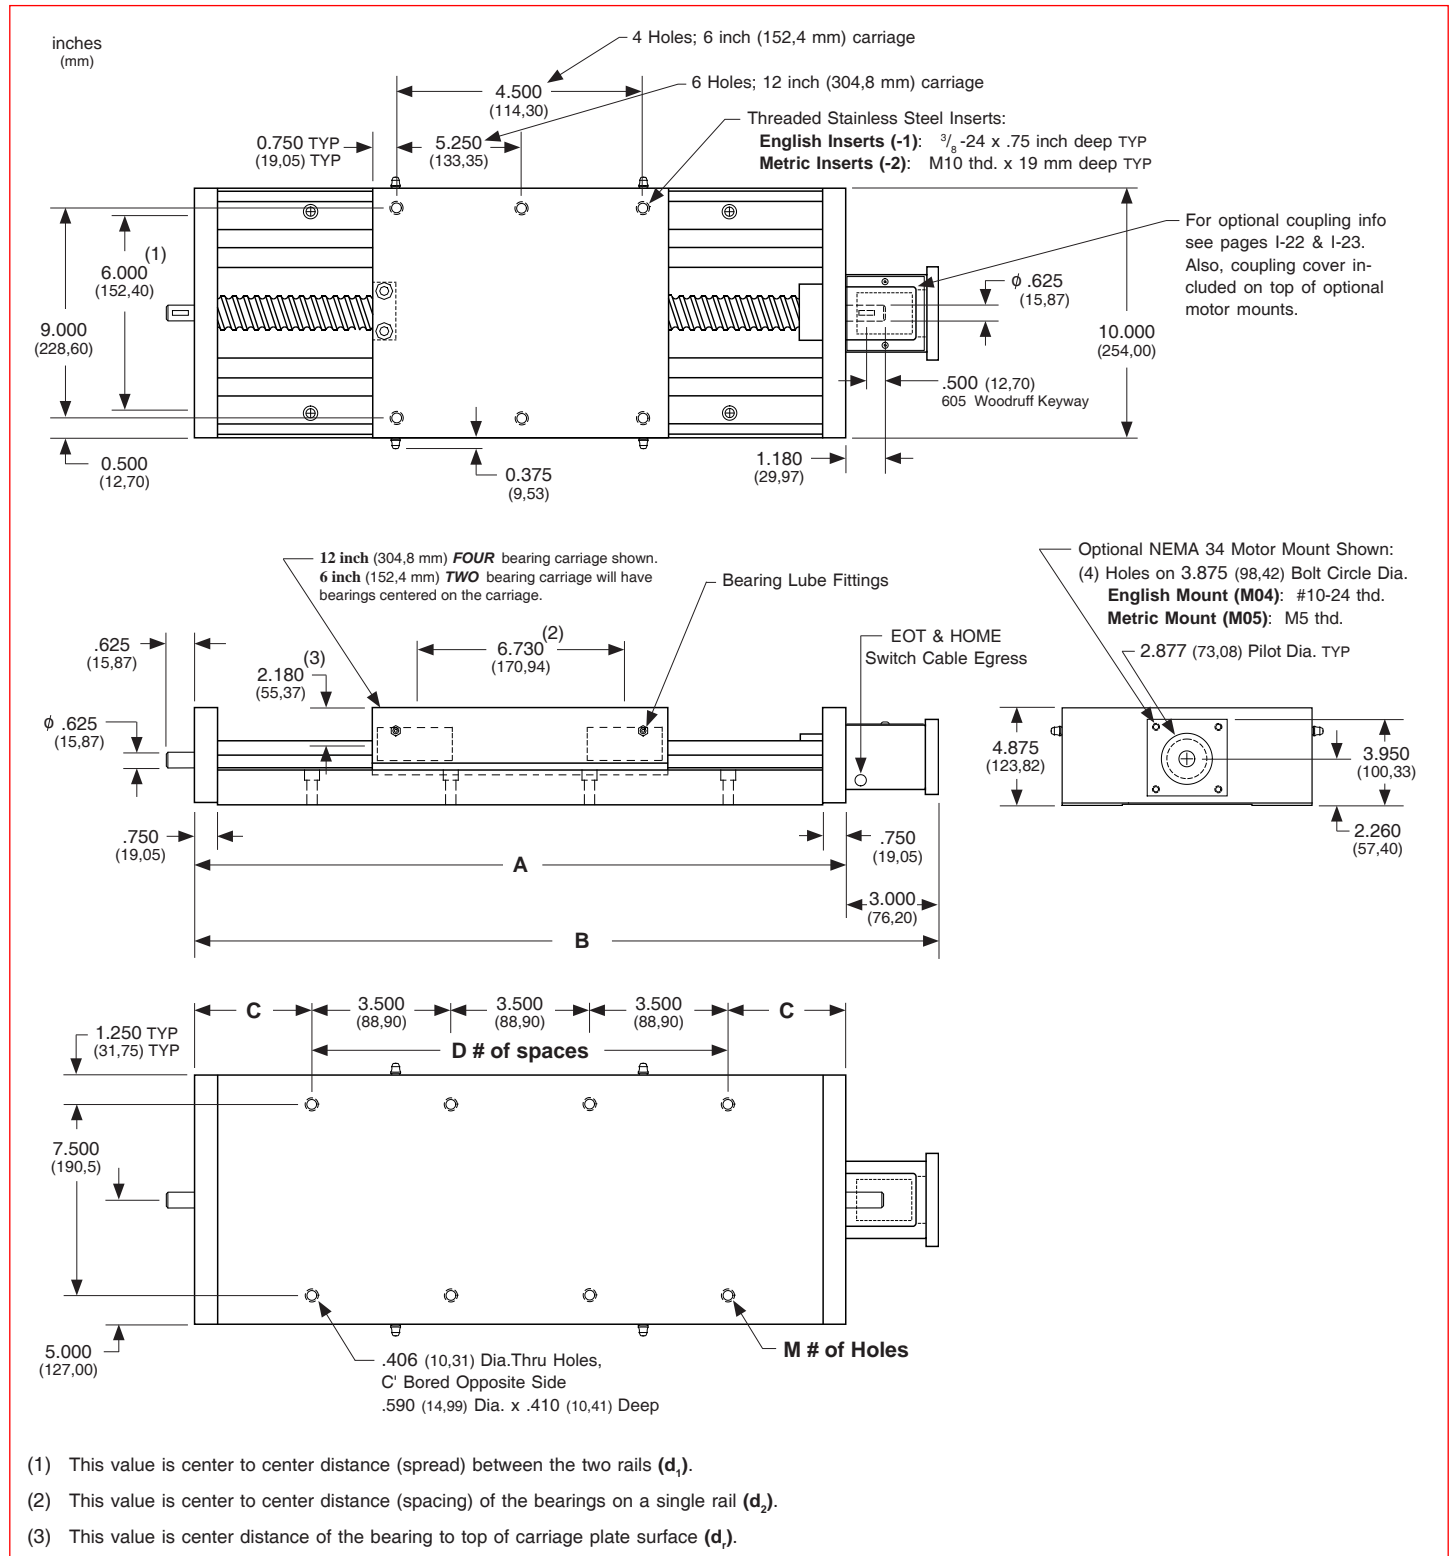 inches
(mm)
4 Holes; 6 inch (152,4 mm) carriage
6 Holes; 12 inch (304,8 mm) carriage
4.500
(114,30)
Threaded Stainless Steel Inserts:
English Inserts (-1): 3/8 -24 x .75 inch deep TYP
Metric Inserts (-2): M10 thd. x 19 mm deep TYP
0.750 TYP
(19,05) TYP
5.250
(133,35)
For optional coupling info
see pages I-22 & I-23.
Also, coupling cover in-
cluded on top of optional
motor mounts.
(1)
6.000
(152,40)
ϕ .625
(15,87)
9.000
(228,60)
10.000
(254,00)
.500 (12,70)
605 Woodruff Keyway
0.500
(12,70)
0.375
(9,53)
1.180
(29,97)
12 inch (304,8 mm) FOUR bearing carriage shown.
6 inch (152,4 mm) TWO bearing carriage will have
bearings centered on the carriage.
Bearing Lube Fittings
Optional NEMA 34 Motor Mount Shown:
(4) Holes on 3.875 (98,42) Bolt Circle Dia.
English Mount (M04): #10-24 thd.
Metric Mount (M05): M5 thd.
.625
(15,87)
(3)
2.180
(55,37)
(2)
6.730
(170,94)
EOT & HOME
Switch Cable Egress
2.877 (73,08) Pilot Dia. TYP
ϕ .625
(15,87)
4.875
(123,82)
3.950
(100,33)
2.260
(57,40)
.750
(19,05)
.750
(19,05)
A
3.000
(76,20)
B
C
3.500
(88,90)
3.500
(88,90)
3.500
(88,90)
C
1.250 TYP
(31,75) TYP
D # of spaces
7.500
(190,5)
5.000
(127,00)
M # of Holes
.406 (10,31) Dia.Thru Holes,
C' Bored Opposite Side
.590 (14,99) Dia. x .410 (10,41) Deep
(1) This value is center to center distance (spread) between the two rails (d1).
(2) This value is center to center distance (spacing) of the bearings on a single rail (d2).
(3) This value is center distance of the bearing to top of carriage plate surface (dr).